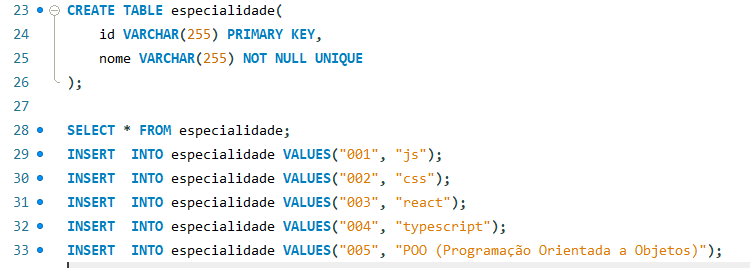 23 CREATE TABLE especialidade(
24 id VARCHAR(255) PRIMARY KEY,
25 nome VARCHAR(255) NOT NULL UNIQUE
26 );
27
28 SELECT * FROM especialidade;
29 INSERT  INTO especialidade VALUES("001", "js");
30 INSERT  INTO especialidade VALUES("002", "css");
31 INSERT  INTO especialidade VALUES("003", "react");
32 INSERT  INTO especialidade VALUES("004", "typescript");
33 INSERT  INTO especialidade VALUES("005", "POO (Programação Orientada a Objetos)");